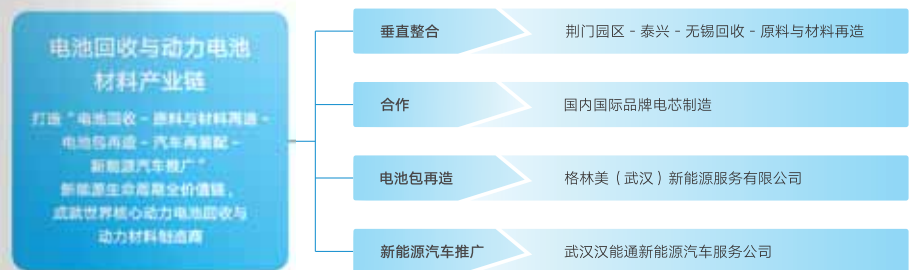 电池回收与动力电池
材料产业链
打造“电池回收-原料与材料再造-
电池包再造-汽车再装配-
新能源汽车推广”
新能源生命周期全价值链，
成就世界核心动力电池回收与
动力材料制造商
垂直整合
荆门园区-泰兴-无锡回收-原料与材料再造
合作
国内国际品牌电芯制造
电池包再造
格林美（武汉）新能源服务有限公司
新能源汽车推广
武汉汉能通新能源汽车服务公司